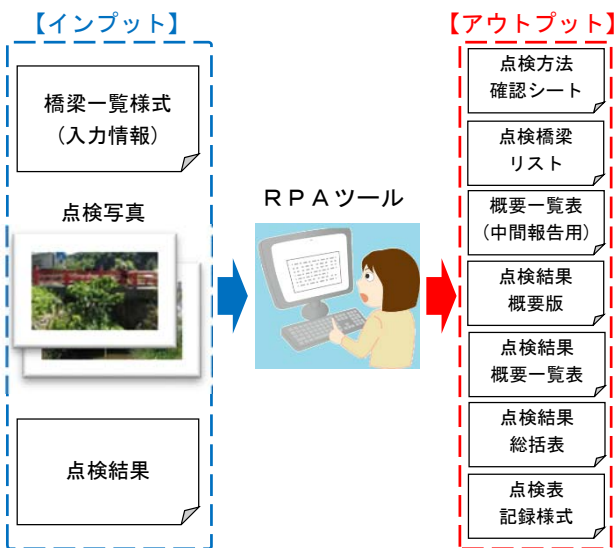 【インプット】
橋梁一覧様式
（入力情報）
点検写真
点検結果
ＲＰＡツール
【アウトプット】
点検方法
確認シート
点検橋梁
リスト
概要一覧表
（中間報告用）
点検結果
概要版
点検結果
概要一覧表
点検結果
総括表
点検表
記録様式